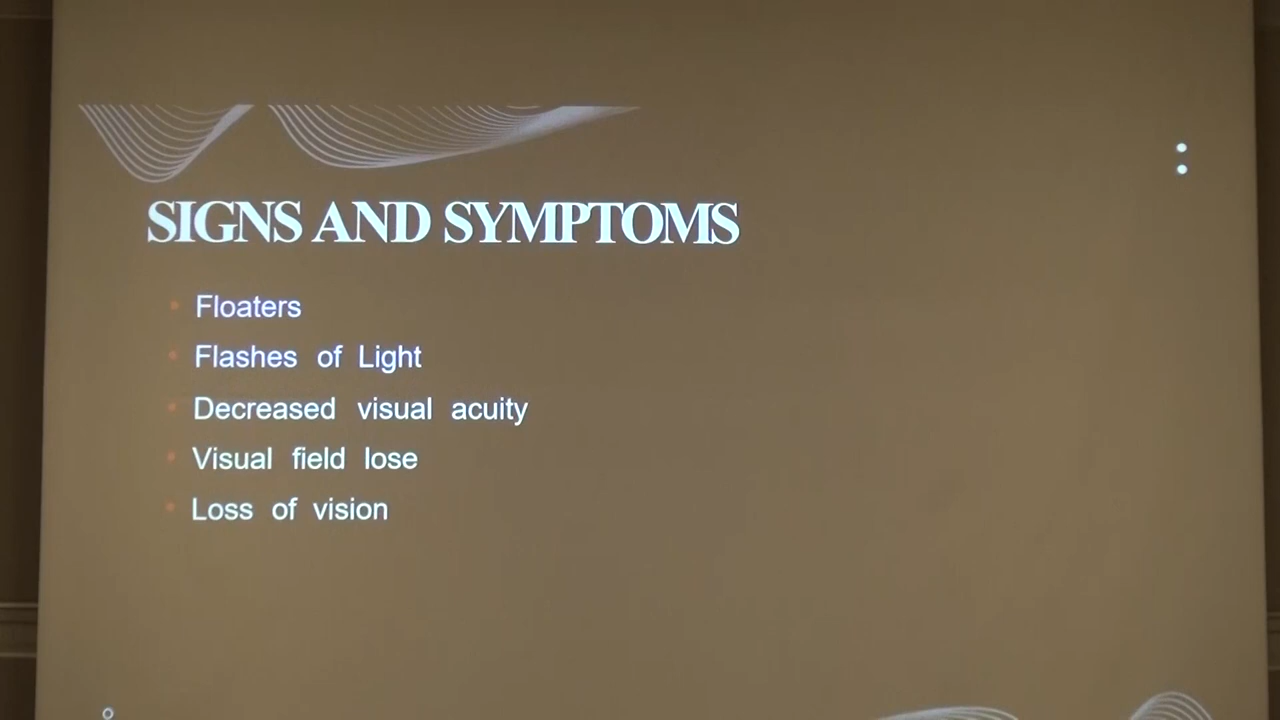 SIGNS AND SYMPTOMS
Floaters
Flashes of Light
Decreased visual acuity
Visual field lose
Loss of vision